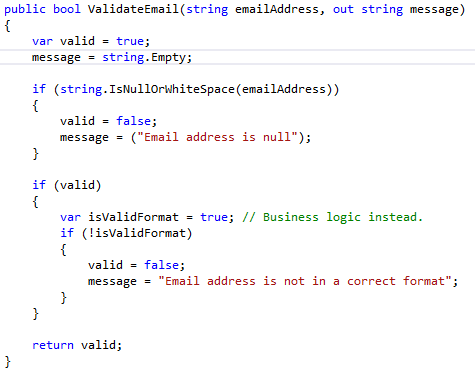 public bool ValidateEmail(string emailAddress, out string message)
{
    var valid = true;
    message = string.Empty;

    if (string.IsNullOrWhiteSpace(emailAddress))
    {
        valid = false;
        message = ("Email address is null");
    }

    if (valid)
    {
        var isValidFormat = true; // Business logic instead.
        if (!isValidFormat)
        {
            valid = false;
            message = "Email address is not in a correct format";
        }
    }

    return valid;
}